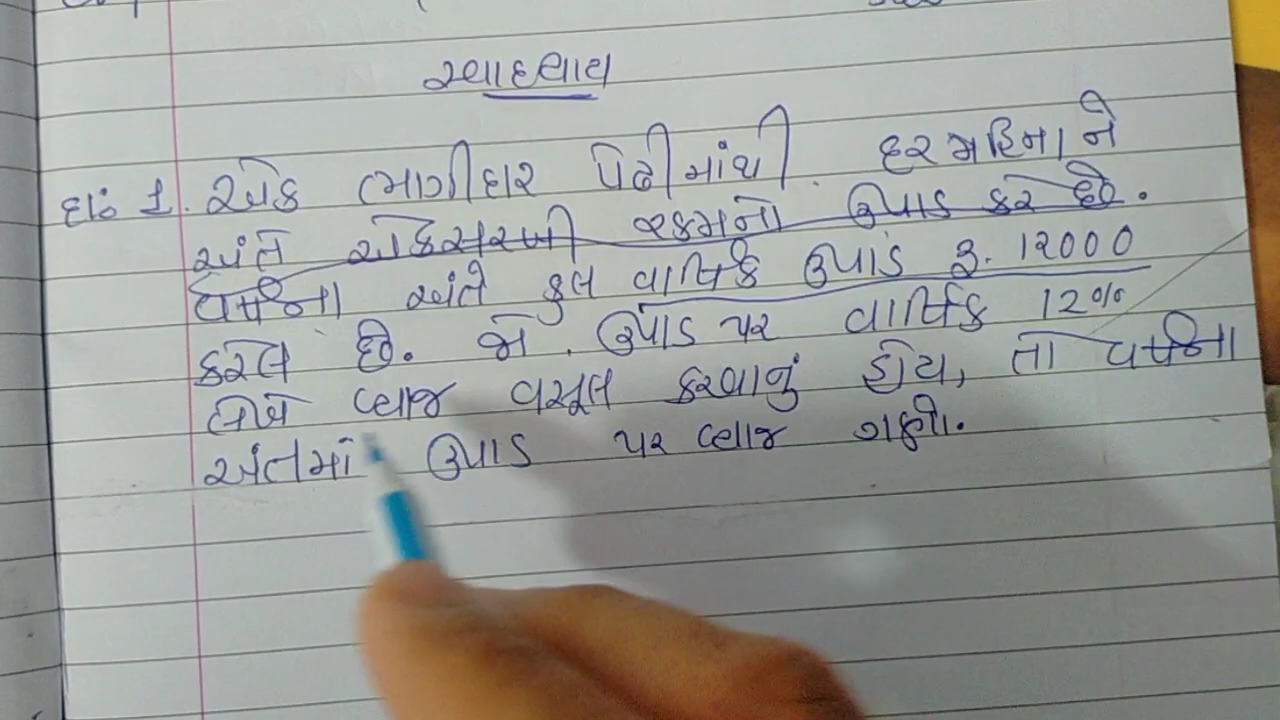 સ્વાધ્યાય
દા.ત 1. એક ભાગીદાર પેઢીમાંથી દર મહિનાને
અંતે એકસરખી રકમનો ઉપાડ કરે છે.
વર્ષના અંતે કુલ વાર્ષિક ઉપાડ રૂ. 12000
કરેલ છે. જો ઉપાડ પર વાર્ષિક 12%
લેખે વ્યાજ વસૂલ કરવાનું હોય, તો વર્ષના
અંતમાં ઉપાડ પર વ્યાજ ગણો.